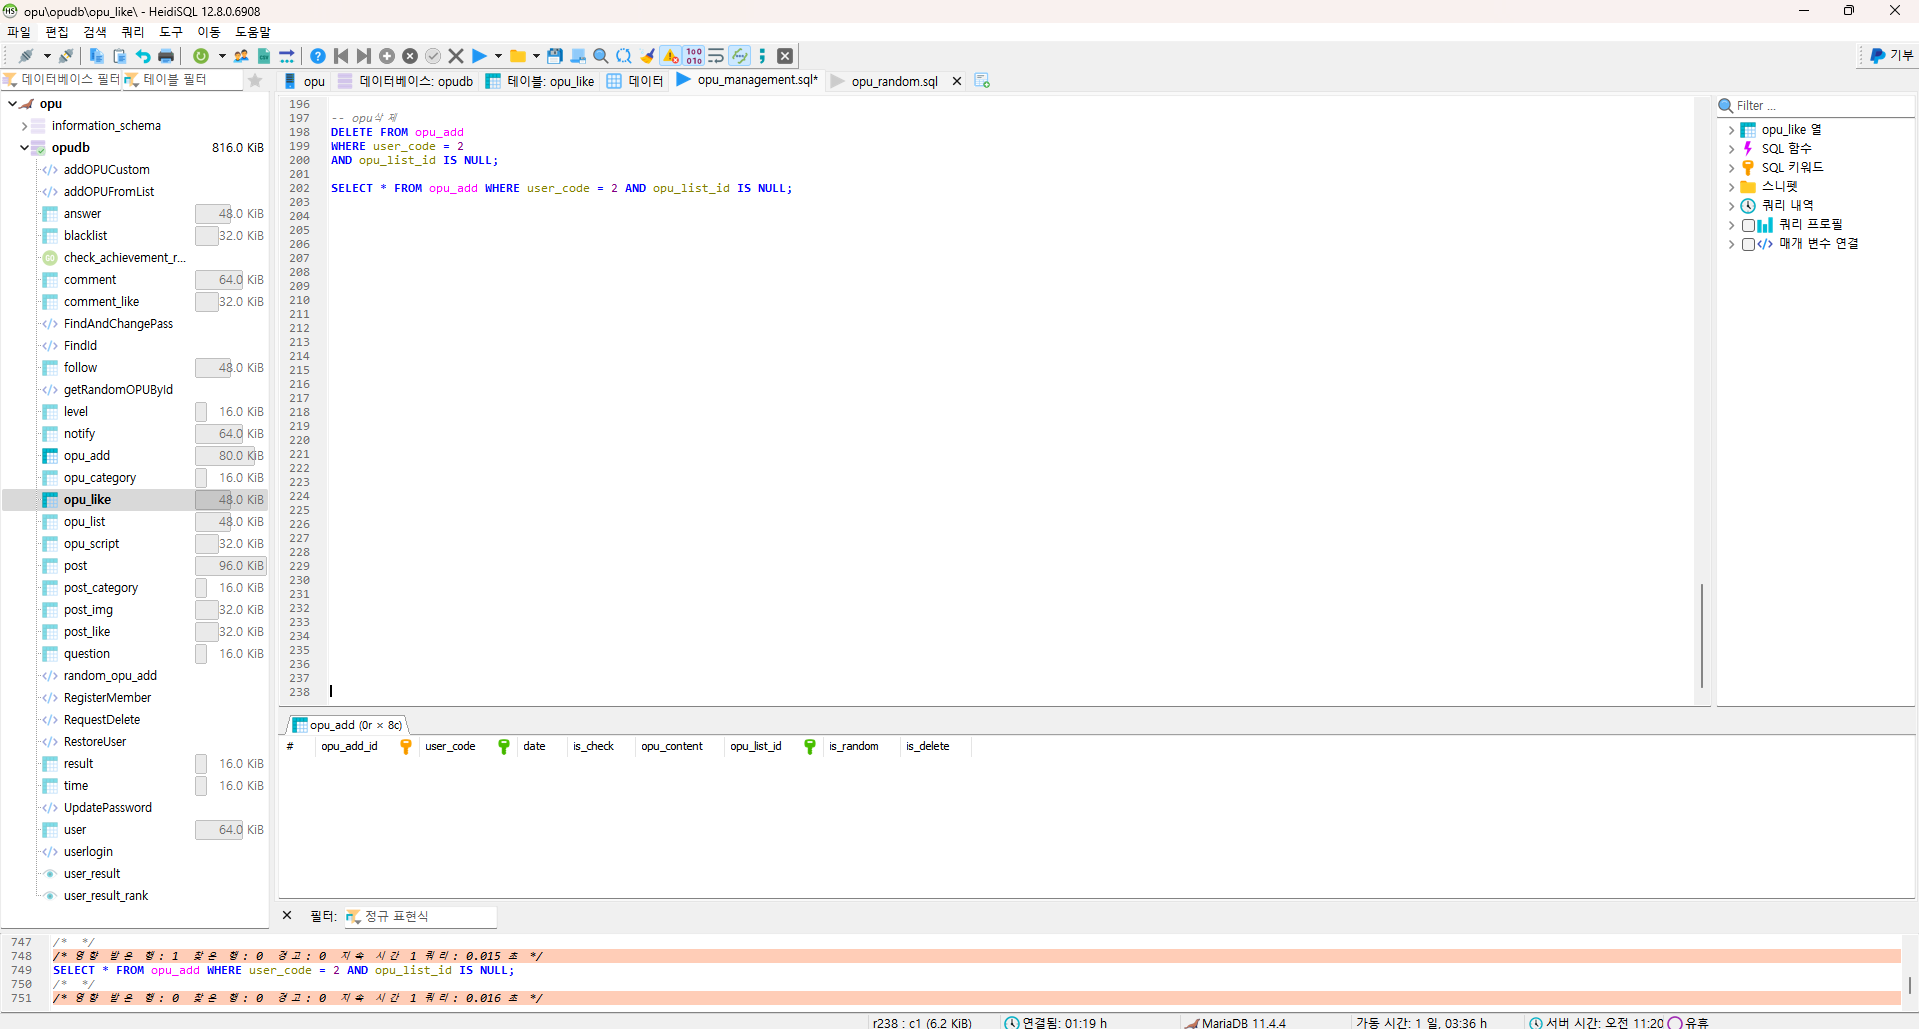 opu\opudb\opu_like\ - HeidiSQL 12.8.0.6908
파일 편집 검색 쿼리 도구 이동 도움말
기부
데이터베이스 필터 테이블 필터
opu 데이터베이스: opudb 테이블: opu_like 데이터 opu_management.sql* opu_random.sql
opu
information_schema
opudb 816.0 KiB
addOPUCustom
addOPUFromList
answer 48.0 KiB
blacklist 32.0 KiB
check_achievement_r...
comment 64.0 KiB
comment_like 32.0 KiB
FindAndChangePass
FindId
follow 48.0 KiB
getRandomOPUById
level 16.0 KiB
notify 64.0 KiB
opu_add 80.0 KiB
opu_category 16.0 KiB
opu_like 48.0 KiB
opu_list 48.0 KiB
opu_script 32.0 KiB
post 96.0 KiB
post_category 16.0 KiB
post_img 32.0 KiB
post_like 32.0 KiB
question 16.0 KiB
random_opu_add
RegisterMember
RequestDelete
RestoreUser
result 16.0 KiB
time 16.0 KiB
UpdatePassword
user 64.0 KiB
userlogin
user_result
user_result_rank
196
197 -- opu삭제
198 DELETE FROM opu_add
199 WHERE user_code = 2
200 AND opu_list_id IS NULL;
201
202 SELECT * FROM opu_add WHERE user_code = 2 AND opu_list_id IS NULL;
203
204
205
206
207
208
209
210
211
212
213
214
215
216
217
218
219
220
221
222
223
224
225
226
227
228
229
230
231
232
233
234
235
236
237
238
Filter ...
opu_like 열
SQL 함수
SQL 키워드
스니펫
쿼리 내역
쿼리 프로필
매개 변수 연결
opu_add (0r × 8c)
# opu_add_id user_code date is_check opu_content opu_list_id is_random is_delete
필터: 정규 표현식
747 /* */
748 /* 영향 받은 행: 1 찾은 행: 0 경고: 0 지속 시간 1 쿼리: 0.015 초 */
749 SELECT * FROM opu_add WHERE user_code = 2 AND opu_list_id IS NULL;
750 /* */
751 /* 영향 받은 행: 0 찾은 행: 0 경고: 0 지속 시간 1 쿼리: 0.016 초 */
r238 : c1 (6.2 KiB) 연결됨: 01:19 h MariaDB 11.4.4 가동 시간: 1 일, 03:36 h 서버 시간: 오전 11:20 유휴